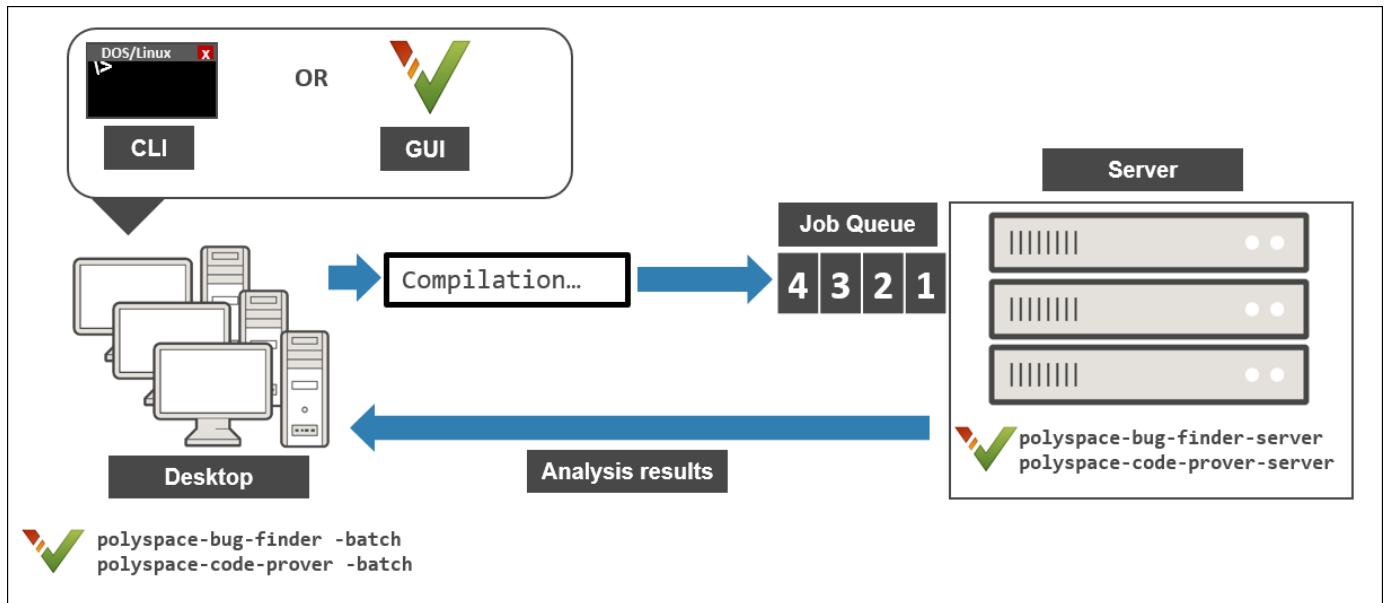 DOS/Linux X
\>
OR
CLI
GUI
Server
Job Queue
Compilation…
4 3 2 1
Analysis results
Desktop
polyspace-bug-finder-server
polyspace-code-prover-server
polyspace-bug-finder -batch
polyspace-code-prover -batch